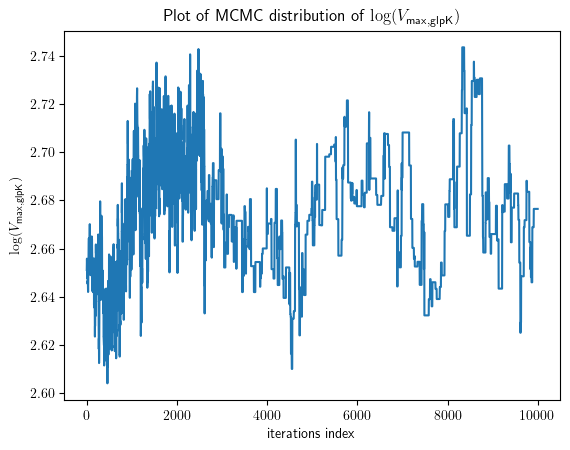 Plot of MCMC distribution of log(V_max,glpK)
log(V_max,glpK)
2.74
2.72
2.70
2.68
2.66
2.64
2.62
2.60
0 2000 4000 6000 8000 10000
iterations index